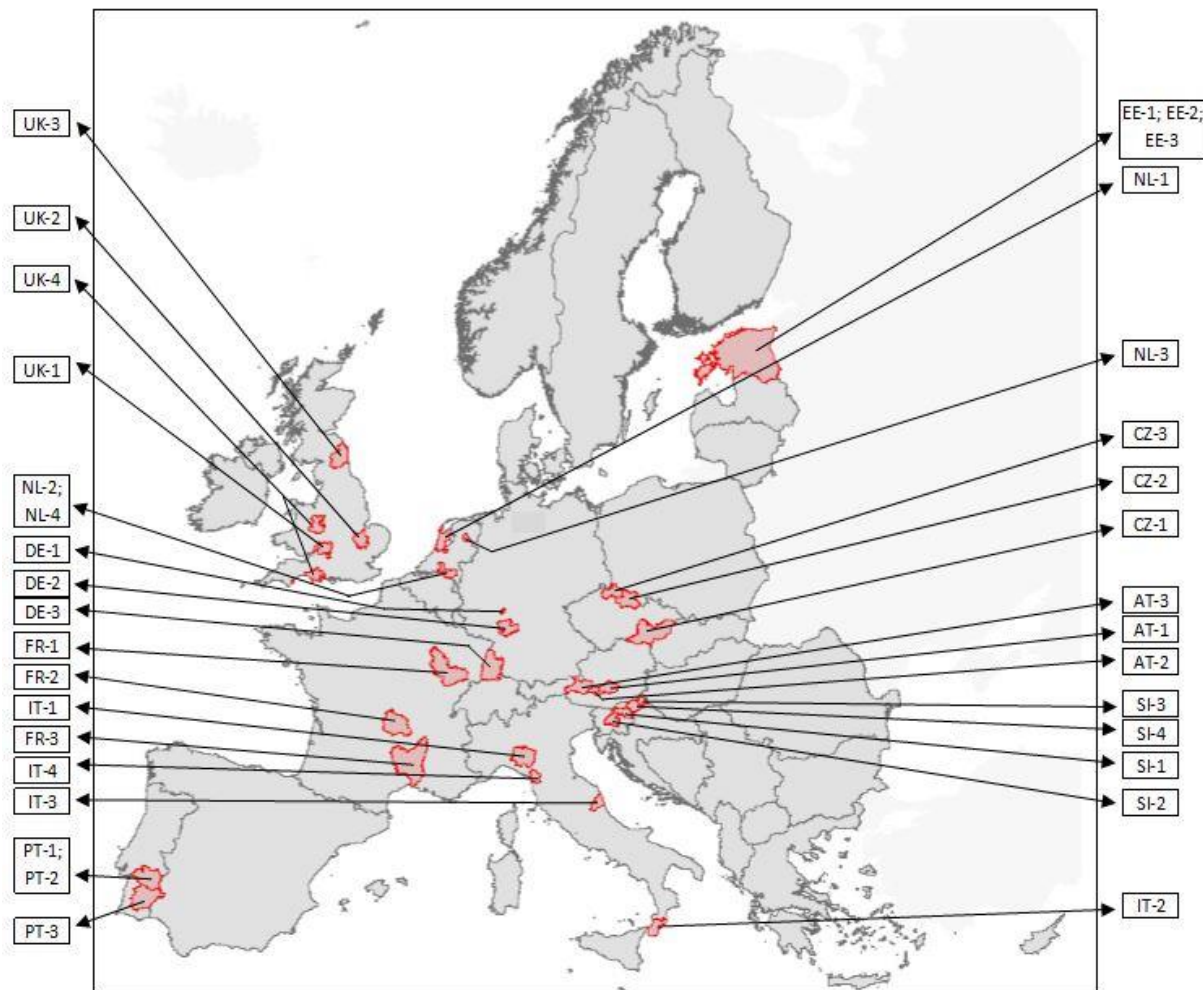 UK-3
UK-2
UK-4
UK-1
NL-2;
NL-4
DE-1
DE-2
DE-3
FR-1
FR-2
IT-1
FR-3
IT-4
IT-3
PT-1;
PT-2
PT-3
EE-1; EE-2;
EE-3
NL-1
NL-3
CZ-3
CZ-2
CZ-1
AT-3
AT-1
AT-2
SI-3
SI-4
SI-1
SI-2
IT-2